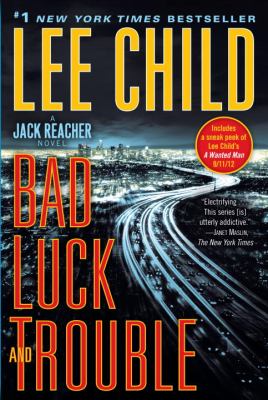 #1 NEW YORK TIMES BESTSELLER
LEE CHILD
A
JACK REACHER
NOVEL
Includes
a sneak peek of
Lee Child's
A Wanted Man
9/11/12
BAD
LUCK
AND TROUBLE
"Electrifying . . .
This series [is]
utterly addictive."
—JANET MASLIN,
The New York Times